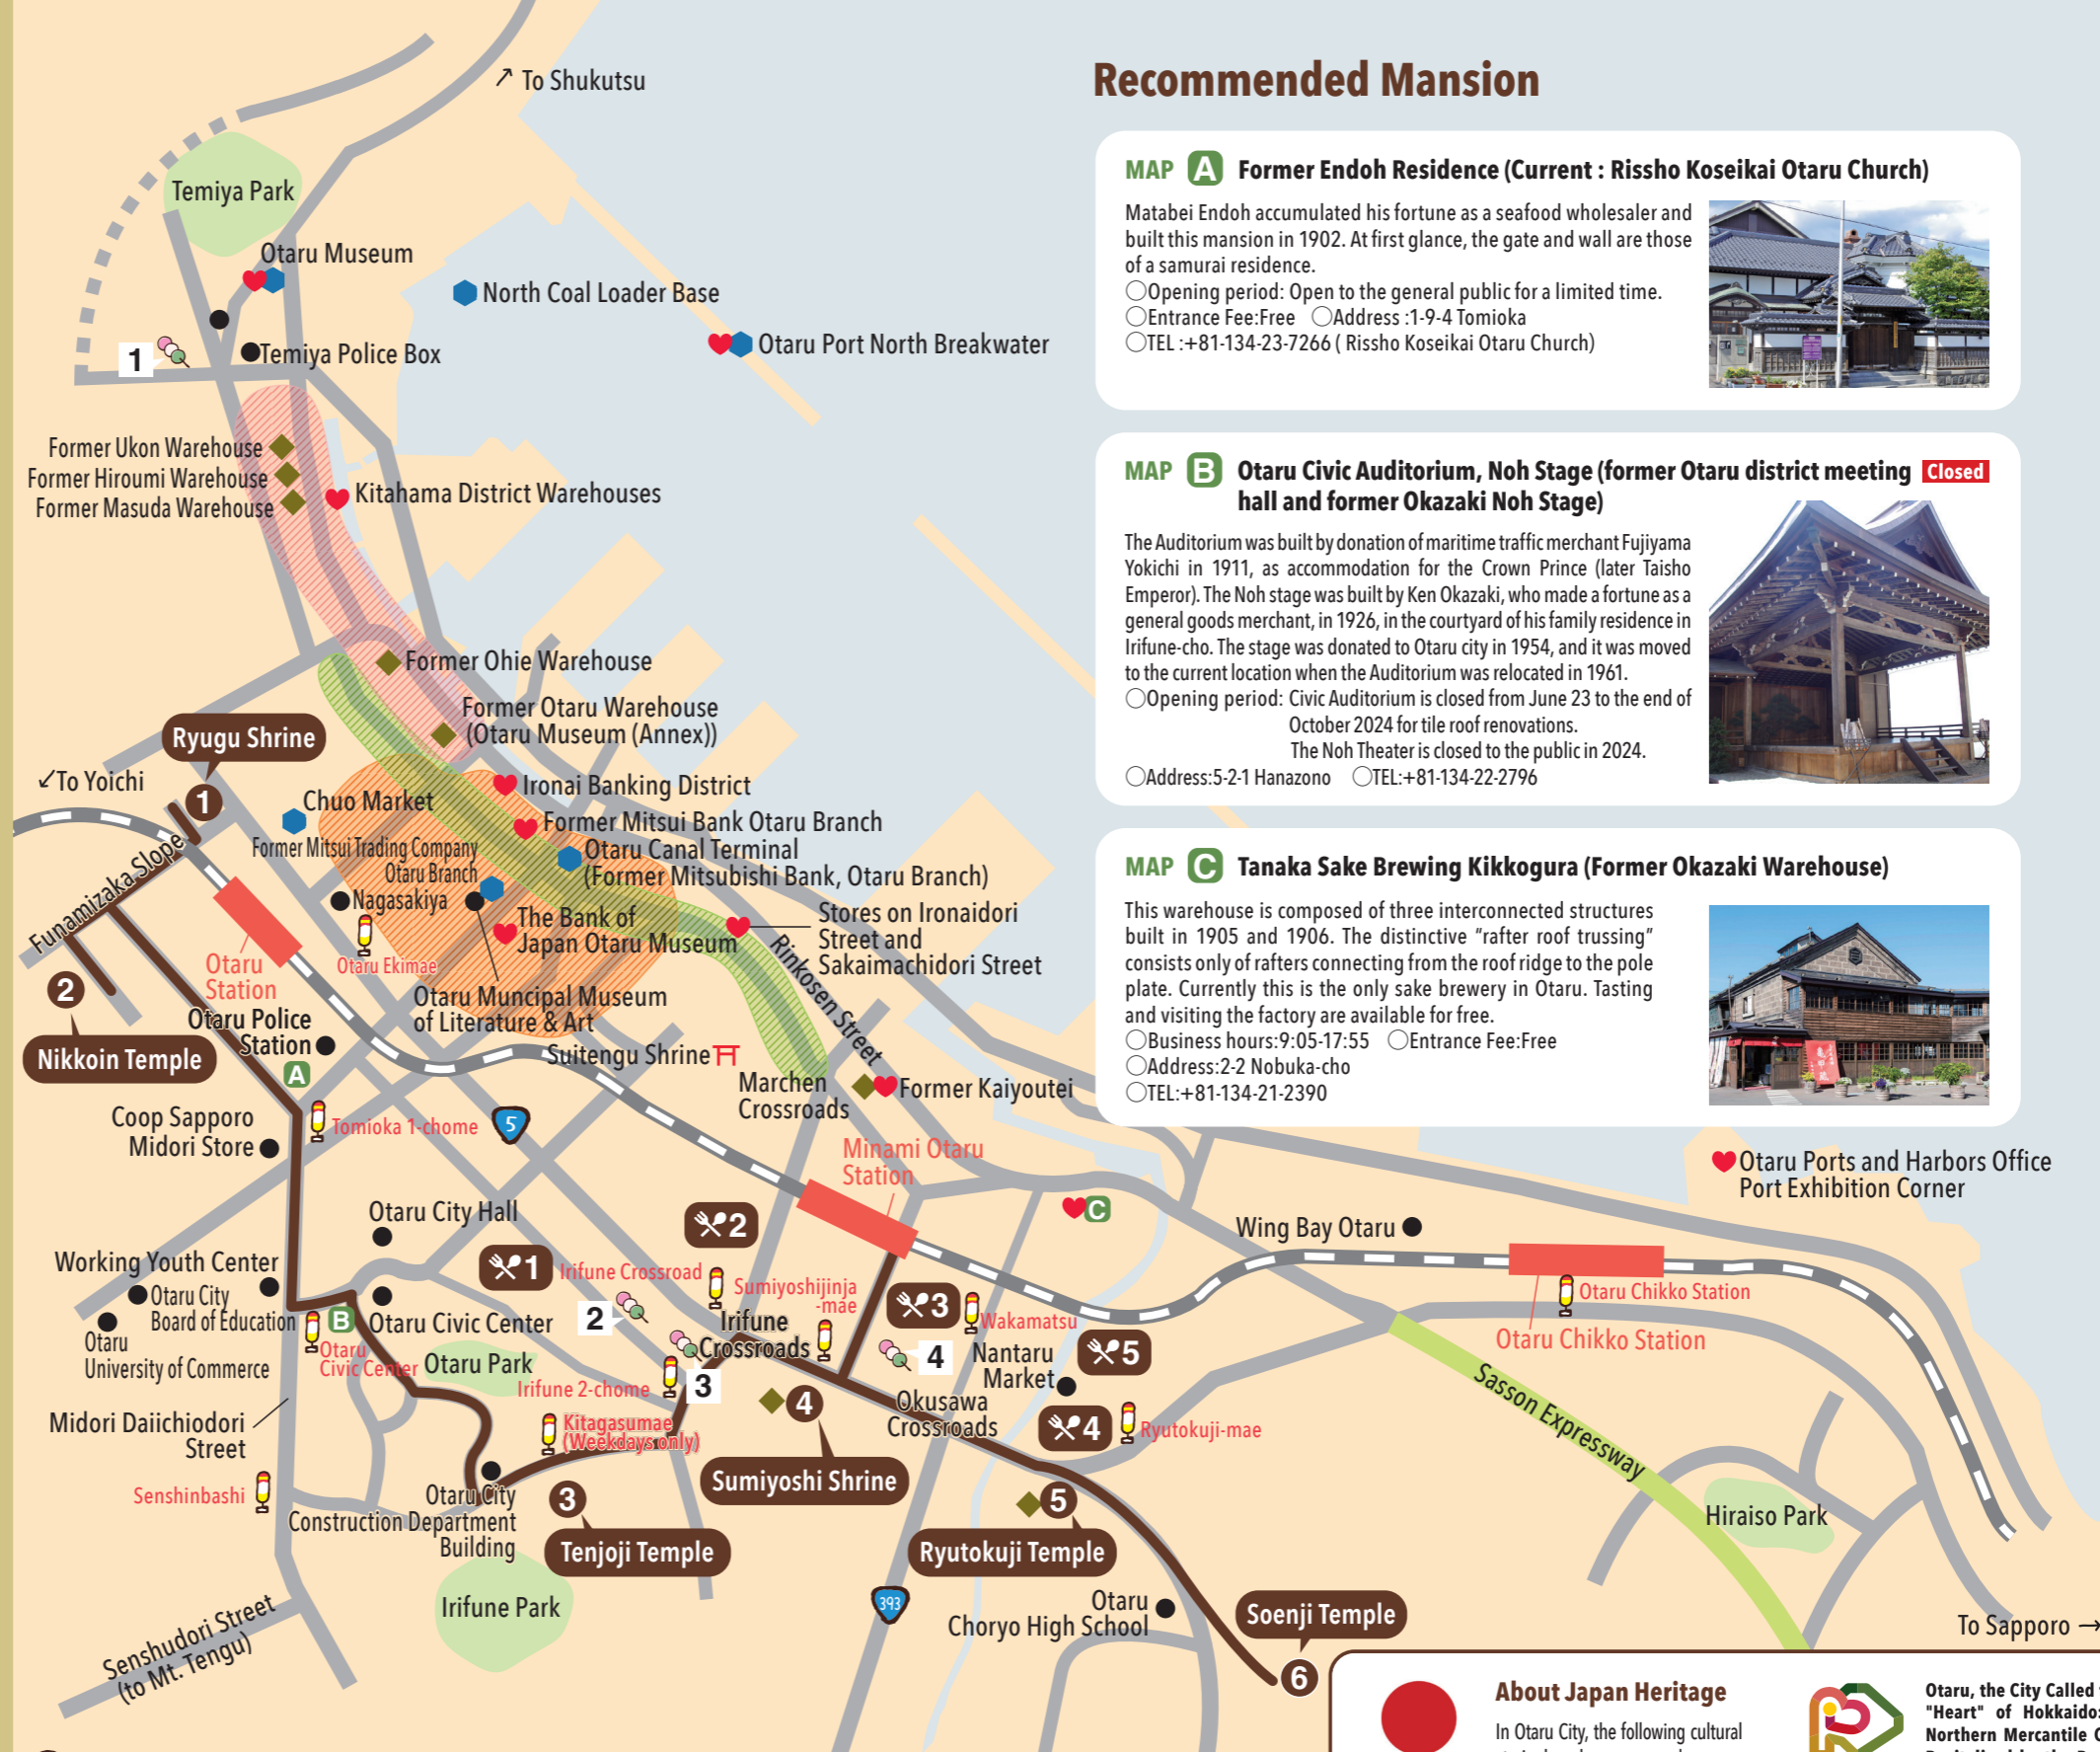 Recommended Mansion
MAP A Former Endoh Residence (Current : Rissho Koseikai Otaru Church)
Matabei Endoh accumulated his fortune as a seafood wholesaler and
built this mansion in 1902. At first glance, the gate and wall are those
of a samurai residence.
○Opening period: Open to the general public for a limited time.
○Entrance Fee:Free ○Address :1-9-4 Tomioka
○TEL :+81-134-23-7266 ( Rissho Koseikai Otaru Church)
MAP B Otaru Civic Auditorium, Noh Stage (former Otaru district meeting Closed
hall and former Okazaki Noh Stage)
The Auditorium was built by donation of maritime traffic merchant Fujiyama
Yokichi in 1911, as accommodation for the Crown Prince (later Taisho
Emperor). The Noh stage was built by Ken Okazaki, who made a fortune as a
general goods merchant, in 1926, in the courtyard of his family residence in
Irifune-cho. The stage was donated to Otaru city in 1954, and it was moved
to the current location when the Auditorium was relocated in 1961.
○Opening period: Civic Auditorium is closed from June 23 to the end of
October 2024 for tile roof renovations.
The Noh Theater is closed to the public in 2024.
○Address:5-2-1 Hanazono ○TEL:+81-134-22-2796
MAP C Tanaka Sake Brewing Kikkogura (Former Okazaki Warehouse)
This warehouse is composed of three interconnected structures
built in 1905 and 1906. The distinctive “rafter roof trussing”
consists only of rafters connecting from the roof ridge to the pole
plate. Currently this is the only sake brewery in Otaru. Tasting
and visiting the factory are available for free.
○Business hours:9:05-17:55 ○Entrance Fee:Free
○Address:2-2 Nobuka-cho
○TEL:+81-134-21-2390
↗ To Shukutsu
Temiya Park
Otaru Museum
North Coal Loader Base
Otaru Port North Breakwater
1
Temiya Police Box
Former Ukon Warehouse
Former Hiroumi Warehouse
Former Masuda Warehouse
Kitahama District Warehouses
Former Ohie Warehouse
Former Otaru Warehouse
(Otaru Museum (Annex))
Ryugu Shrine
1
↙To Yoichi
Chuo Market
Ironai Banking District
Former Mitsui Bank Otaru Branch
Former Mitsui Trading Company
Otaru Branch
Otaru Canal Terminal
(Former Mitsubishi Bank, Otaru Branch)
Nagasakiya
The Bank of
Japan Otaru Museum
Stores on Ironaidori
Street and
Sakaimachidori Street
Funamizaka Slope
Otaru
Station
Otaru Ekimae
Rinkosen Street
2
Nikkoin Temple
Otaru Muncipal Museum
of Literature & Art
Otaru Police
Station
A
Suitengu Shrine
Marchen
Crossroads
Former Kaiyoutei
Coop Sapporo
Midori Store
Tomioka 1-chome
5
Minami Otaru
Station
Otaru Ports and Harbors Office
Port Exhibition Corner
C
Otaru City Hall
2
Wing Bay Otaru
Working Youth Center
1
Irifune Crossroad
Sumiyoshijinja
-mae
3
Wakamatsu
Otaru Chikko Station
Otaru Chikko Station
Otaru City
Board of Education
Otaru
University of Commerce
B
Otaru Civic Center
Otaru
Civic Center
2
Irifune
Crossroads
4
Nantaru
Market
5
Otaru Park
Irifune 2-chome
3
4
Okusawa
Crossroads
4
Ryutokuji-mae
Sasson Expressway
Midori Daiichiodori
Street
Kitagasumae
(Weekdays only)
Sumiyoshi Shrine
Senshinbashi
Otaru City
Construction Department
Building
3
Tenjoji Temple
5
Ryutokuji Temple
Hiraiso Park
Irifune Park
393
Otaru
Choryo High School
Soenji Temple
6
Senshudori Street
(to Mt. Tengu)
To Sapporo →
About Japan Heritage
In Otaru City, the following cultural
Otaru, the City Called
"Heart" of Hokkaido:
Northern Mercantile